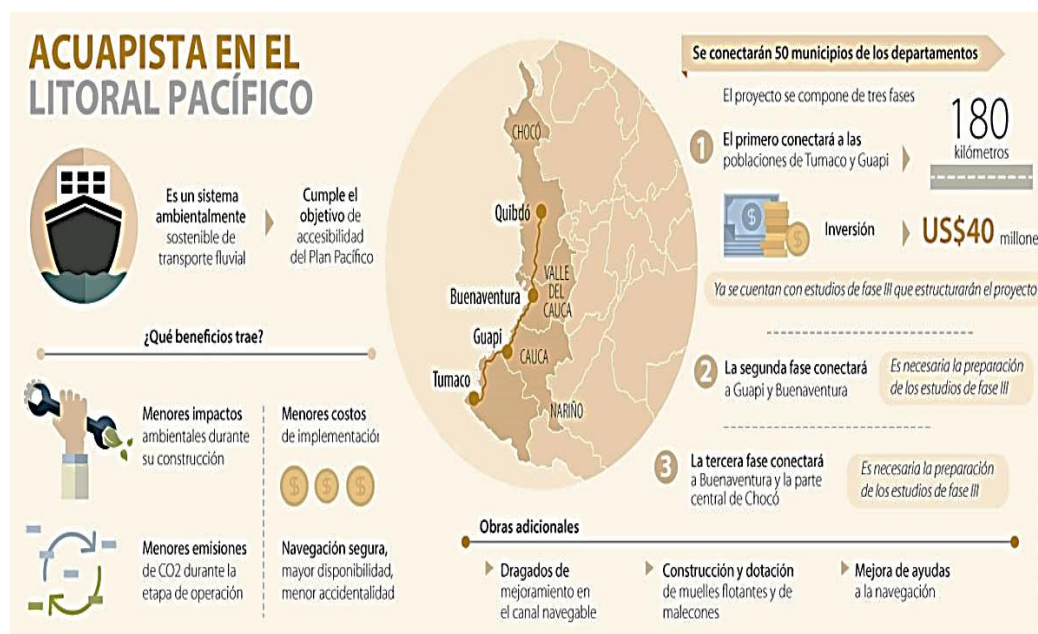 ACUAPISTA EN EL
LITORAL PACÍFICO
Es un sistema
ambientalmente
sostenible de
transporte fluvial
Cumple el
objetivo de
accesibilidad
del Plan Pacífico
¿Qué beneficios trae?
Menores impactos
ambientales durante
su construcción
Menores costos
de implementación
$ $ $
Menores emisiones
de CO2 durante la
etapa de operación
Navegación segura,
mayor disponibilidad,
menor accidentalidad
CHOCÓ
Quibdó
VALLE
DEL
CAUCA
Buenaventura
Guapi
CAUCA
Tumaco
NARIÑO
Se conectarán 50 municipios de los departamentos
El proyecto se compone de tres fases
1
El primero conectará a las
poblaciones de Tumaco y Guapi
180
kilómetros
$ $
Inversión
US$40 millone
Ya se cuentan con estudios de fase III que estructurarán el proyecto
2
La segunda fase conectará
a Guapi y Buenaventura
Es necesaria la preparación
de los estudios de fase III
3
La tercera fase conectará
a Buenaventura y la parte
central de Chocó
Es necesaria la preparación
de los estudios de fase III
Obras adicionales
Dragados de
mejoramiento en
el canal navegable
Construcción y dotación
de muelles flotantes y de
malecones
Mejora de ayudas
a la navegación